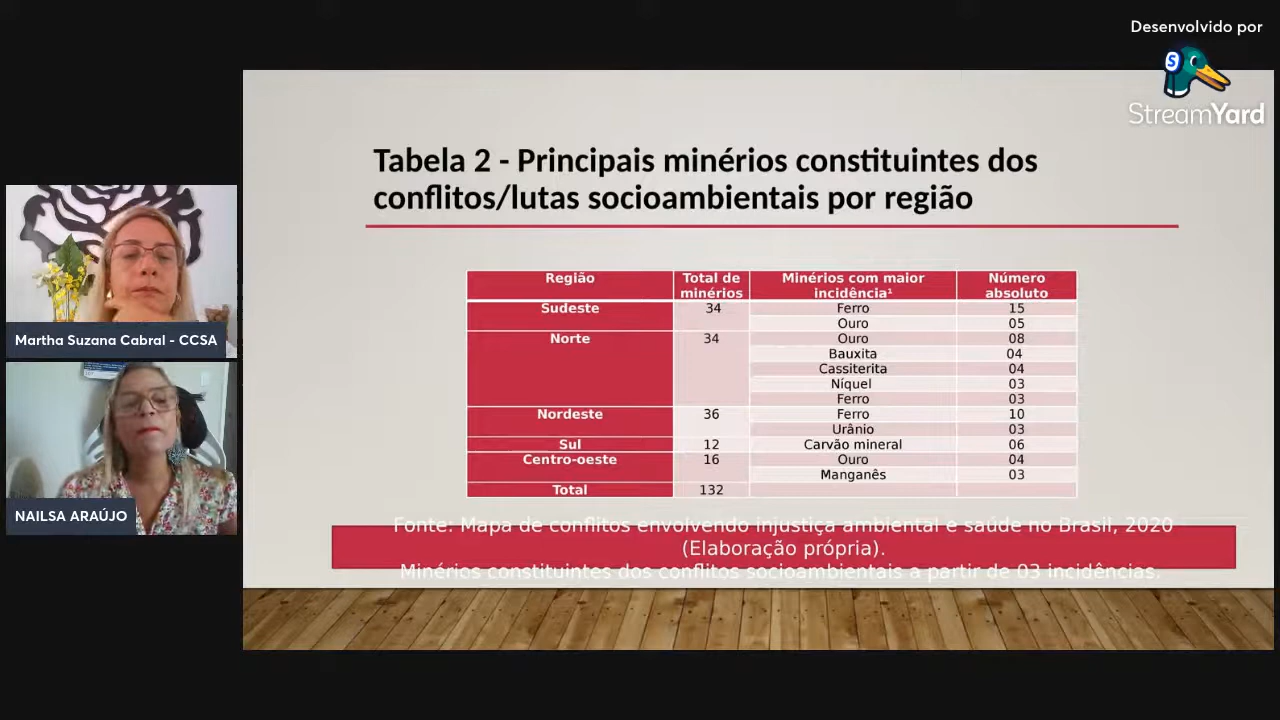 Desenvolvido por
StreamYard
Tabela 2 - Principais minérios constituintes dos
conflitos/lutas socioambientais por região
Região Total de minérios Minérios com maior incidência¹ Número absoluto
Sudeste 34 Ferro 15
Ouro 05
Norte 34 Ouro 08
Bauxita 04
Cassiterita 04
Níquel 03
Ferro 03
Nordeste 36 Ferro 10
Urânio 03
Sul 12 Carvão mineral 06
Centro-oeste 16 Ouro 04
Manganês 03
Total 132
Fonte: Mapa de conflitos envolvendo injustiça ambiental e saúde no Brasil, 2020
(Elaboração própria).
Minérios constituintes dos conflitos socioambientais a partir de 03 incidências.
Martha Suzana Cabral - CCSA
NAILSA ARAÚJO